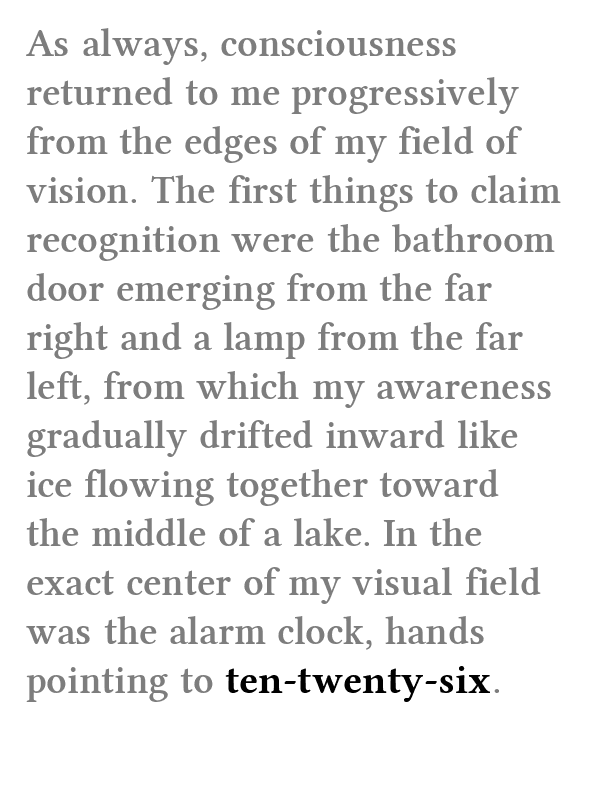 As always, consciousness
returned to me progressively
from the edges of my field of
vision. The first things to claim
recognition were the bathroom
door emerging from the far
right and a lamp from the far
left, from which my awareness
gradually drifted inward like
ice flowing together toward
the middle of a lake. In the
exact center of my visual field
was the alarm clock, hands
pointing to ten-twenty-six.